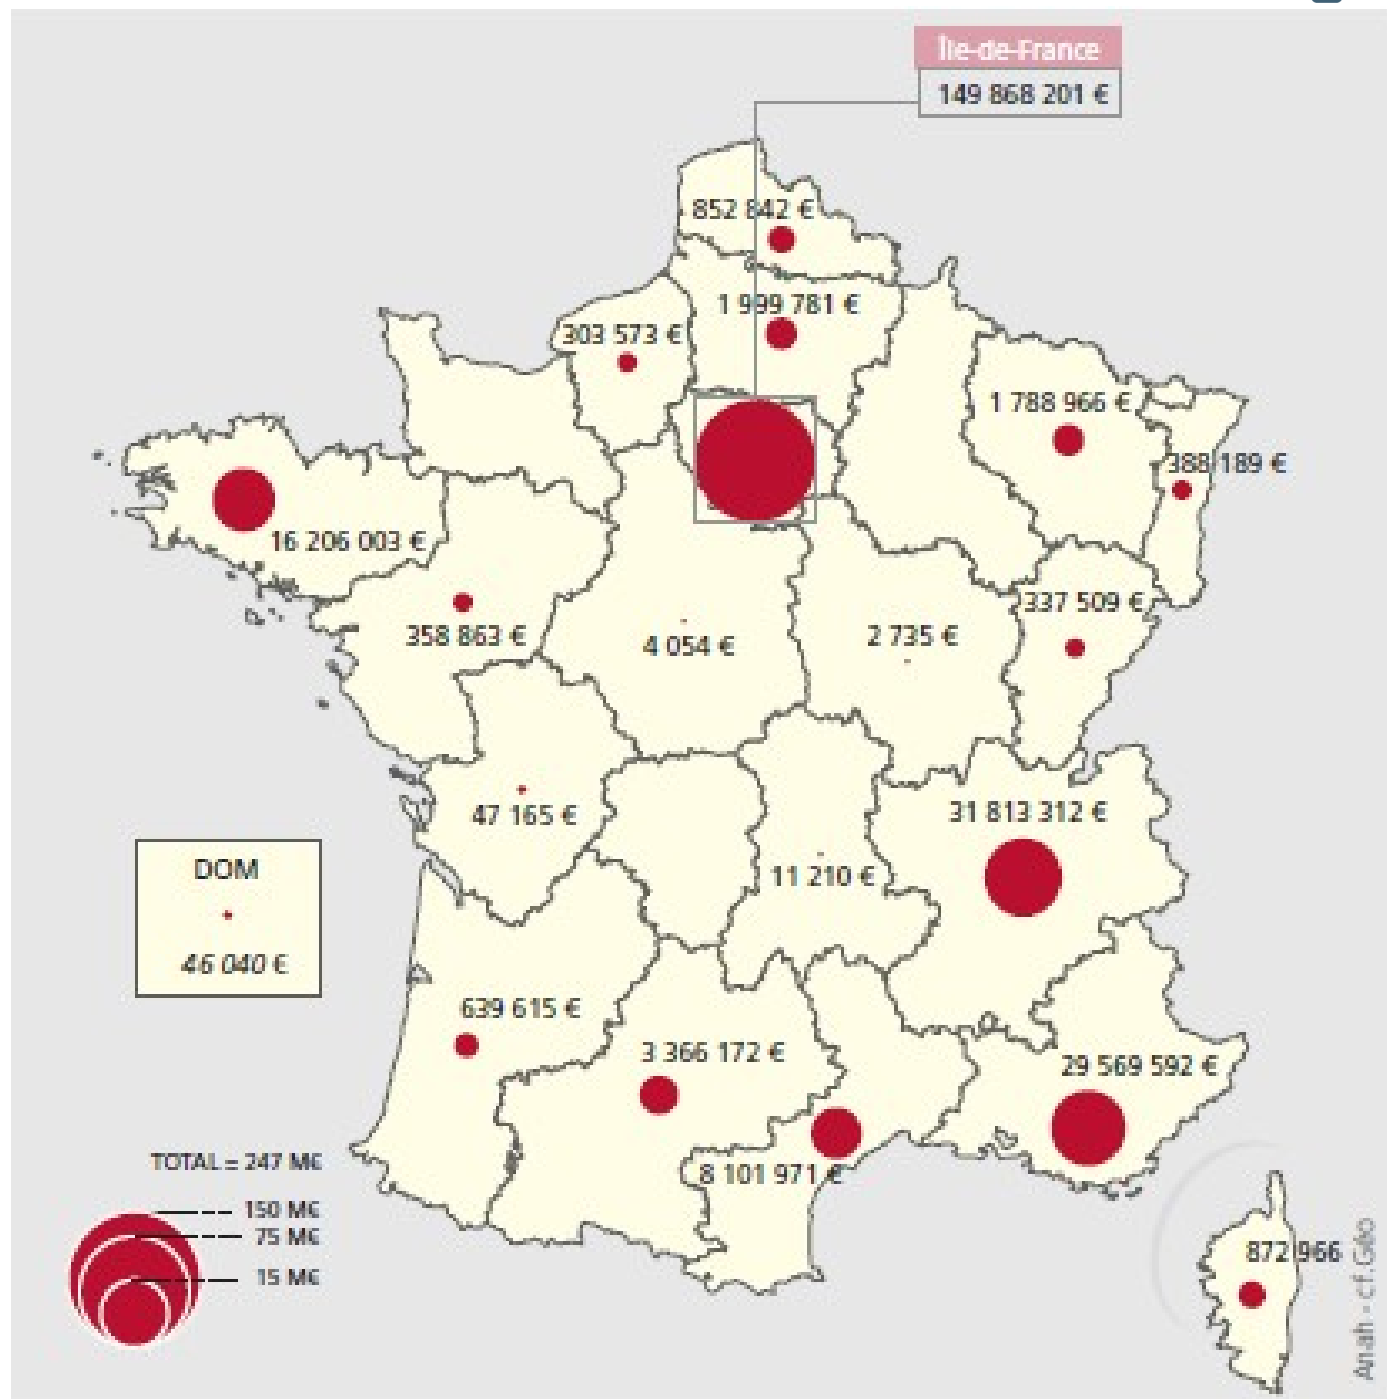 Île-de-France
149 868 201 €
852 842 €
1 999 781 €
303 573 €
1 788 966 €
388 189 €
16 206 003 €
337 509 €
358 863 €
4 054 €
2 735 €
47 165 €
31 813 312 €
11 210 €
DOM
46 040 €
639 615 €
3 366 172 €
29 569 592 €
8 101 971 €
TOTAL = 247 M€
150 M€
75 M€
15 M€
872 966
Anah - cf.Géo